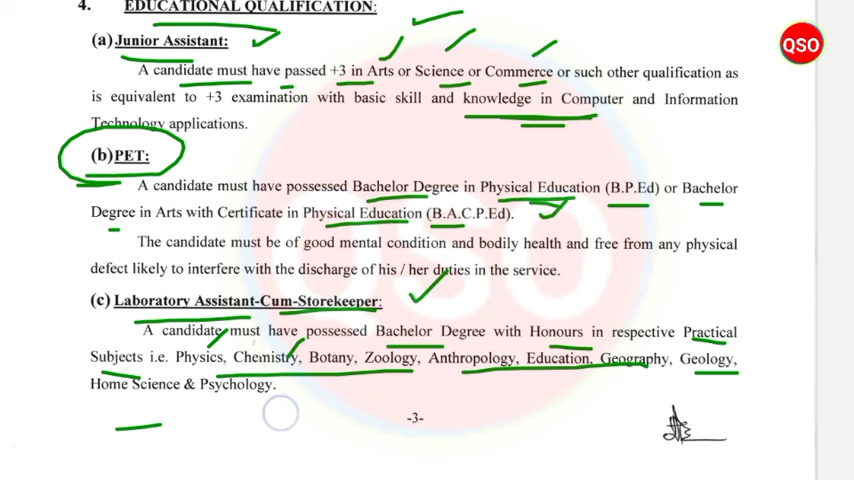 4. EDUCATIONAL QUALIFICATION:
QSO
(a) Junior Assistant:
A candidate must have passed +3 in Arts or Science or Commerce or such other qualification as
is equivalent to +3 examination with basic skill and knowledge in Computer and Information
Technology applications.
(b) PET:
A candidate must have possessed Bachelor Degree in Physical Education (B.P.Ed) or Bachelor
Degree in Arts with Certificate in Physical Education (B.A.C.P.Ed).
The candidate must be of good mental condition and bodily health and free from any physical
defect likely to interfere with the discharge of his / her duties in the service.
(c) Laboratory Assistant-Cum-Storekeeper:
A candidate must have possessed Bachelor Degree with Honours in respective Practical
Subjects i.e. Physics, Chemistry, Botany, Zoology, Anthropology, Education, Geography, Geology,
Home Science & Psychology.
-3-
QSO